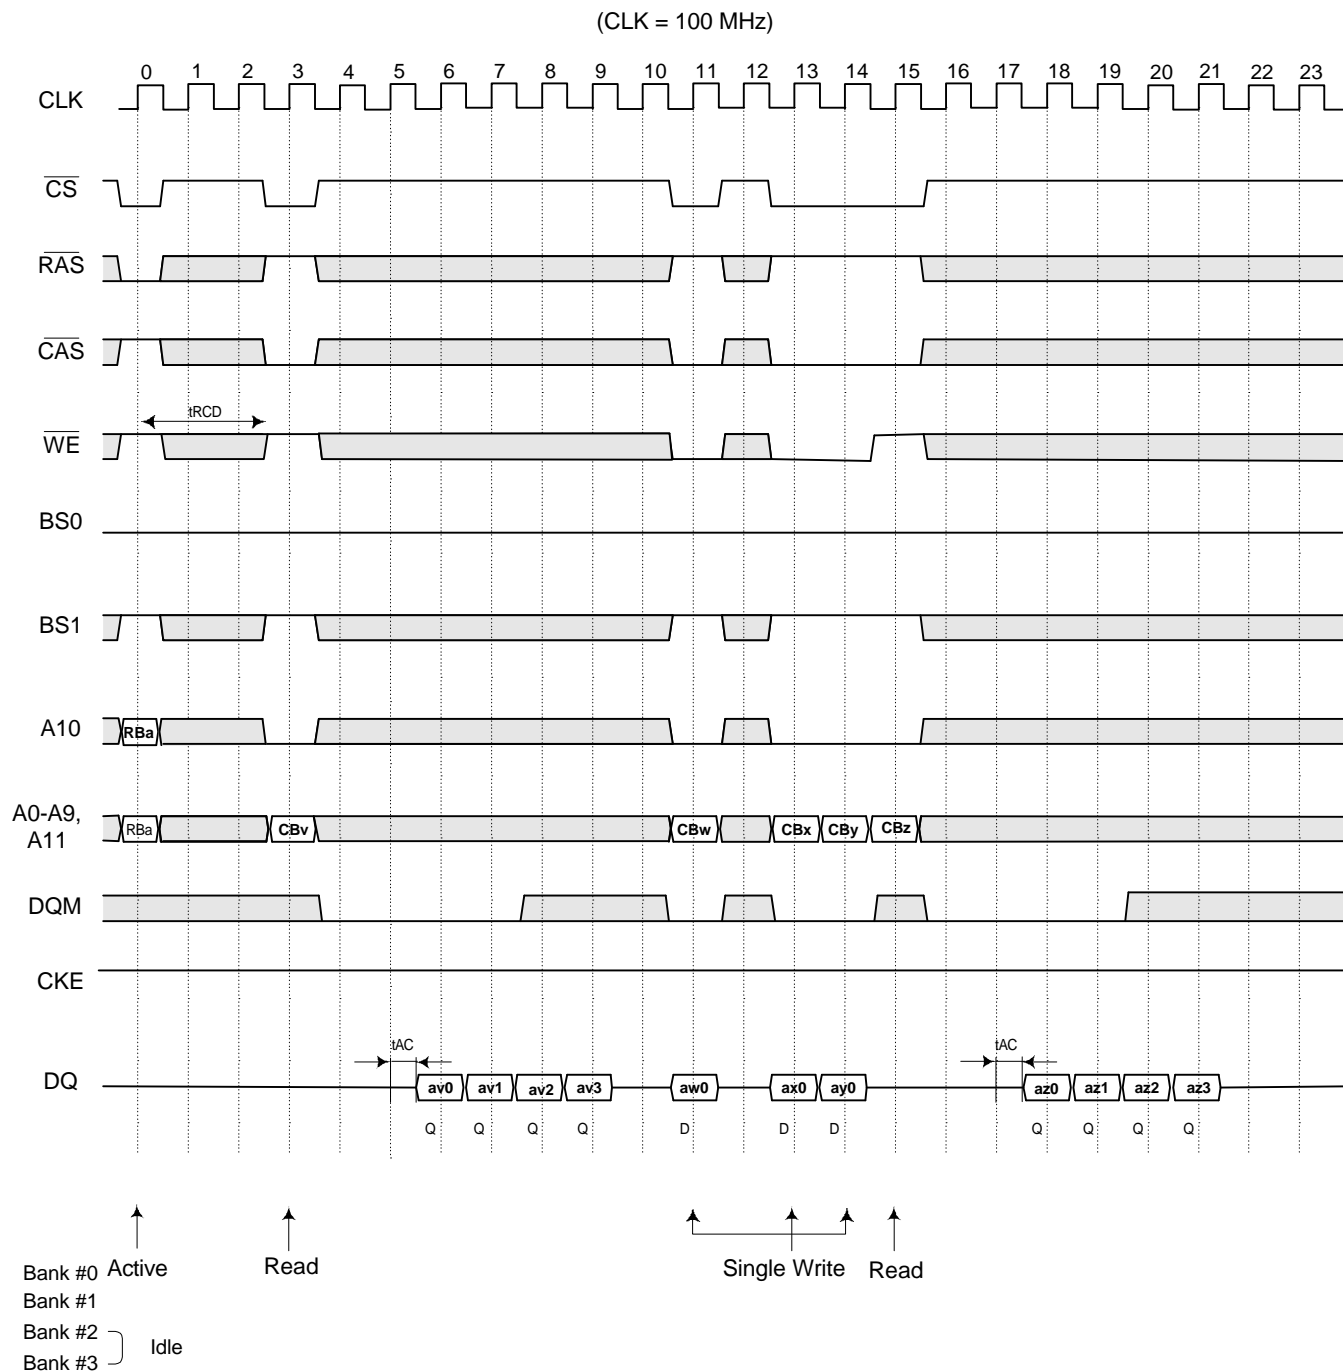 (CLK = 100 MHz)
0 1 2 3 4 5 6 7 8 9 10 11 12 13 14 15 16 17 18 19 20 21 22 23
CLK
CS
RAS
CAS
tRCD
WE
BS0
BS1
A10 RBa
A0-A9,
A11
RBa CBv CBw CBx CBy CBz
DQM
CKE
tAC tAC
DQ av0 av1 av2 av3 aw0 ax0 ay0 az0 az1 az2 az3
Q Q Q Q D D D Q Q Q Q
Bank #0 Active Read Single Write Read
Bank #1
Bank #2
Idle
Bank #3